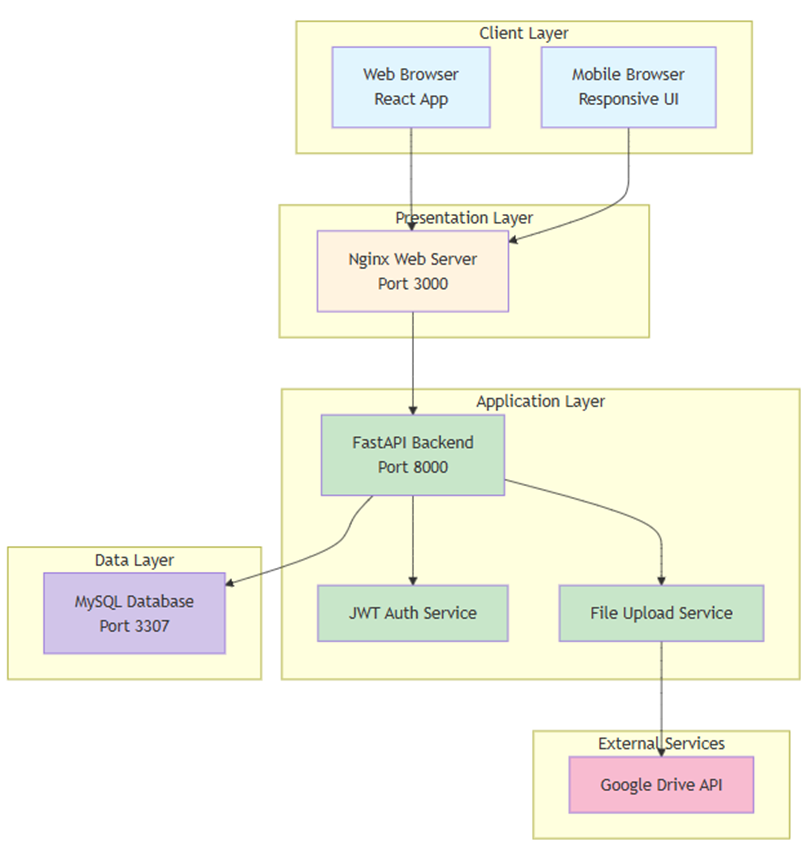 Client Layer
Web Browser
React App
Mobile Browser
Responsive UI
Presentation Layer
Nginx Web Server
Port 3000
Application Layer
FastAPI Backend
Port 8000
Data Layer
MySQL Database
Port 3307
JWT Auth Service
File Upload Service
External Services
Google Drive API